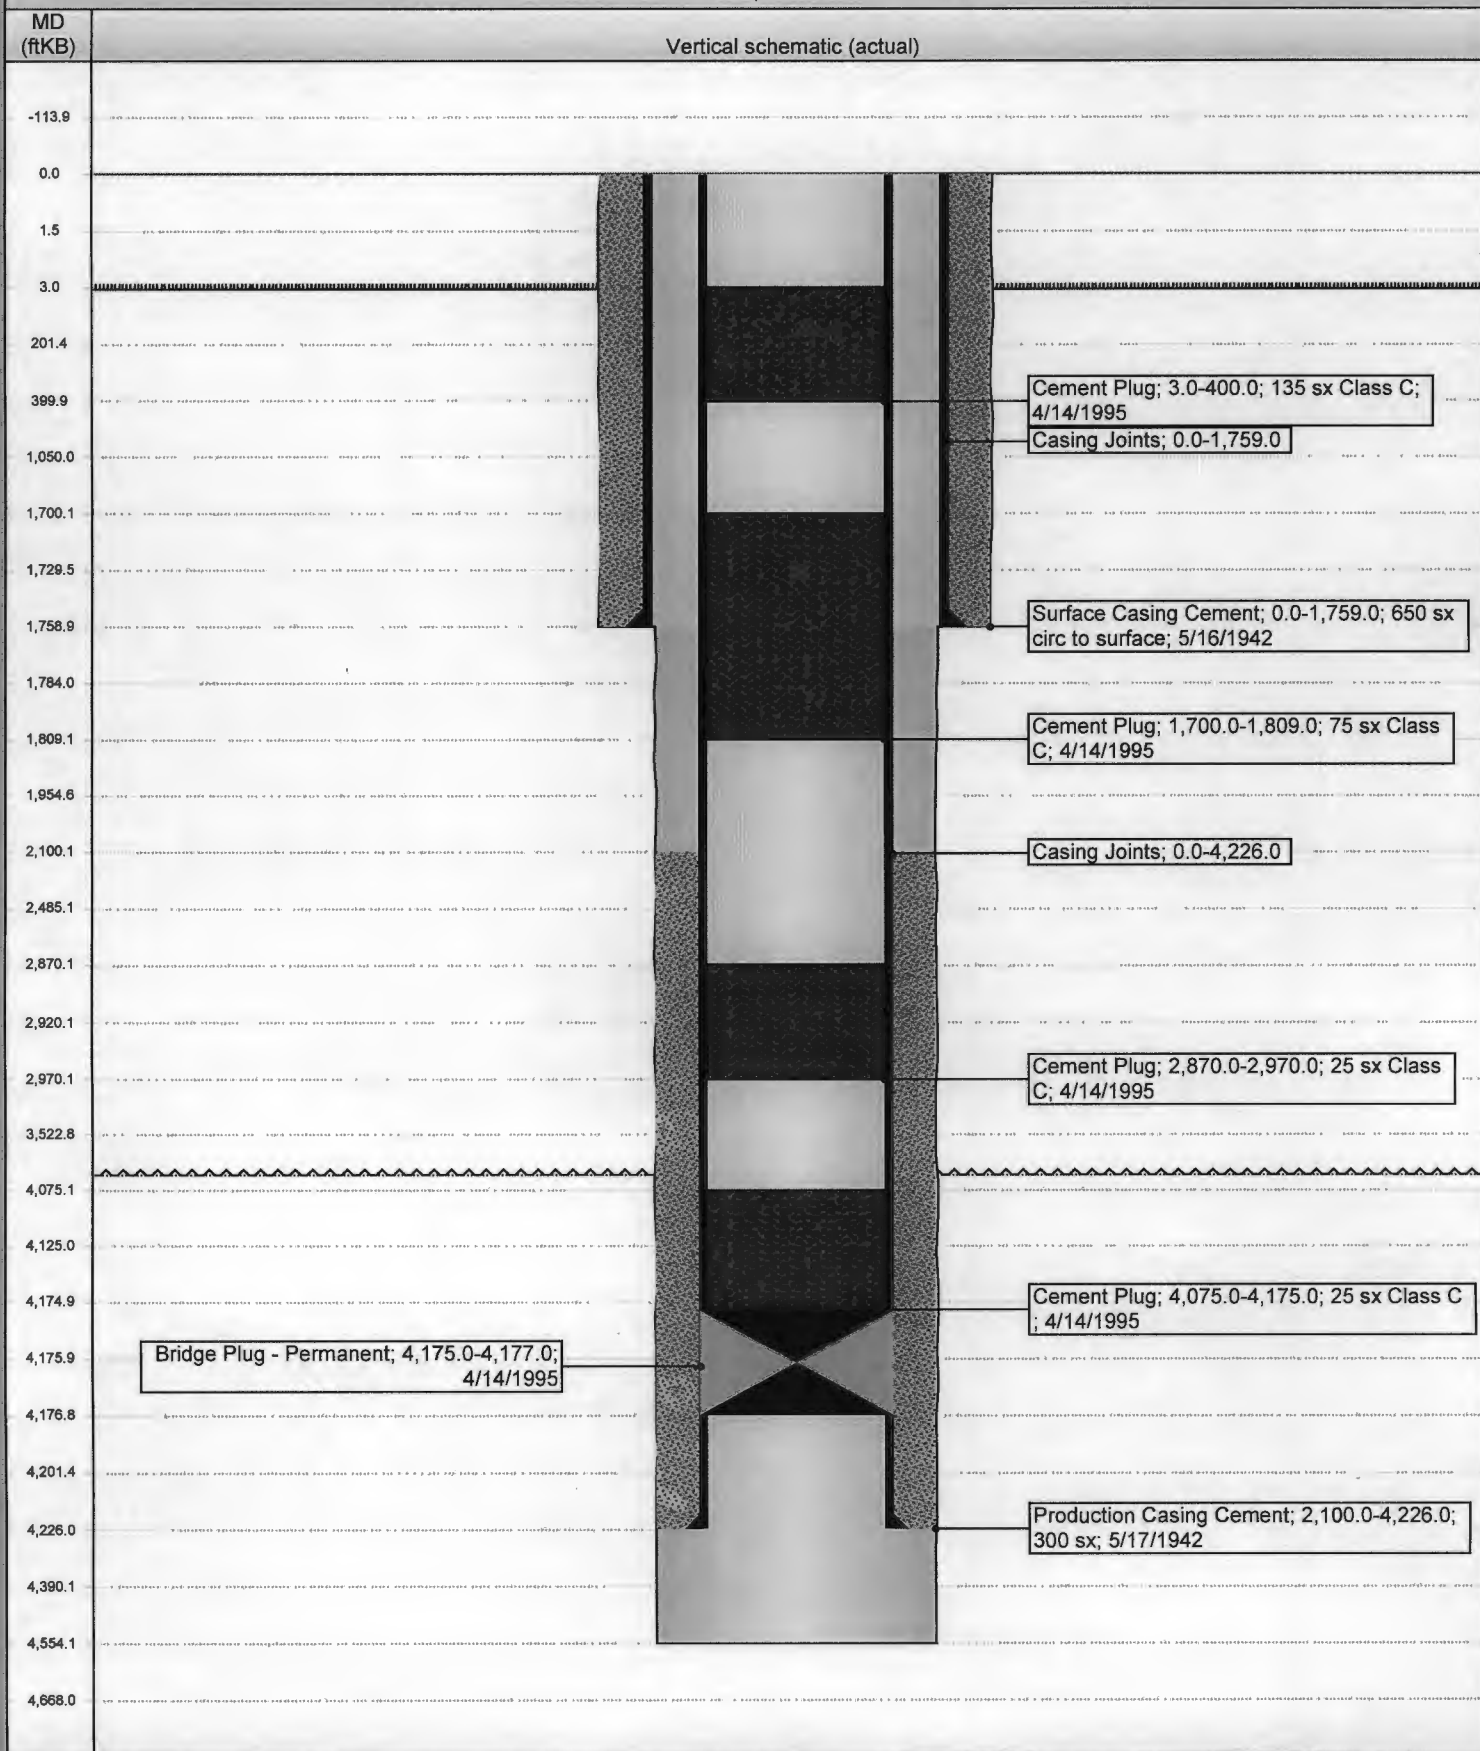 MD
(ftKB)
Vertical schematic (actual)
-113.9
0.0
1.5
3.0
201.4
399.9
Cement Plug; 3.0-400.0; 135 sx Class C;
4/14/1995
Casing Joints; 0.0-1,759.0
1,050.0
1,700.1
1,729.5
1,758.9
Surface Casing Cement; 0.0-1,759.0; 650 sx
circ to surface; 5/16/1942
1,784.0
1,809.1
Cement Plug; 1,700.0-1,809.0; 75 sx Class
C; 4/14/1995
1,954.6
2,100.1
Casing Joints; 0.0-4,226.0
2,485.1
2,870.1
2,920.1
2,970.1
Cement Plug; 2,870.0-2,970.0; 25 sx Class
C; 4/14/1995
3,522.8
4,075.1
4,125.0
4,174.9
Cement Plug; 4,075.0-4,175.0; 25 sx Class C
; 4/14/1995
Bridge Plug - Permanent; 4,175.0-4,177.0;
4/14/1995
4,175.9
4,176.8
4,201.4
4,226.0
Production Casing Cement; 2,100.0-4,226.0;
300 sx; 5/17/1942
4,390.1
4,554.1
4,668.0